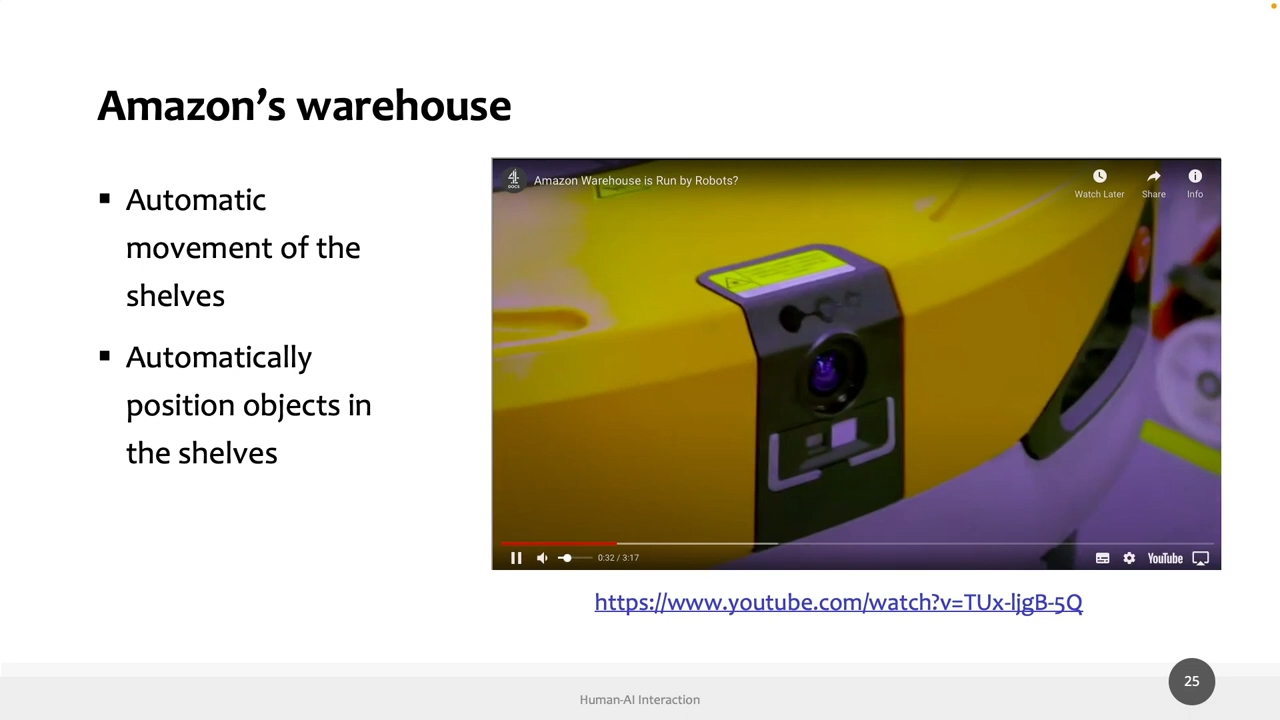 Amazon’s warehouse
▪ Automatic
movement of the
shelves
▪ Automatically
position objects in
the shelves
4
DOCS
Amazon Warehouse is Run by Robots?
Watch Later
Share
Info
0:32 / 3:17
YouTube
https://www.youtube.com/watch?v=TUx-ljgB-5Q
Human-AI Interaction
25